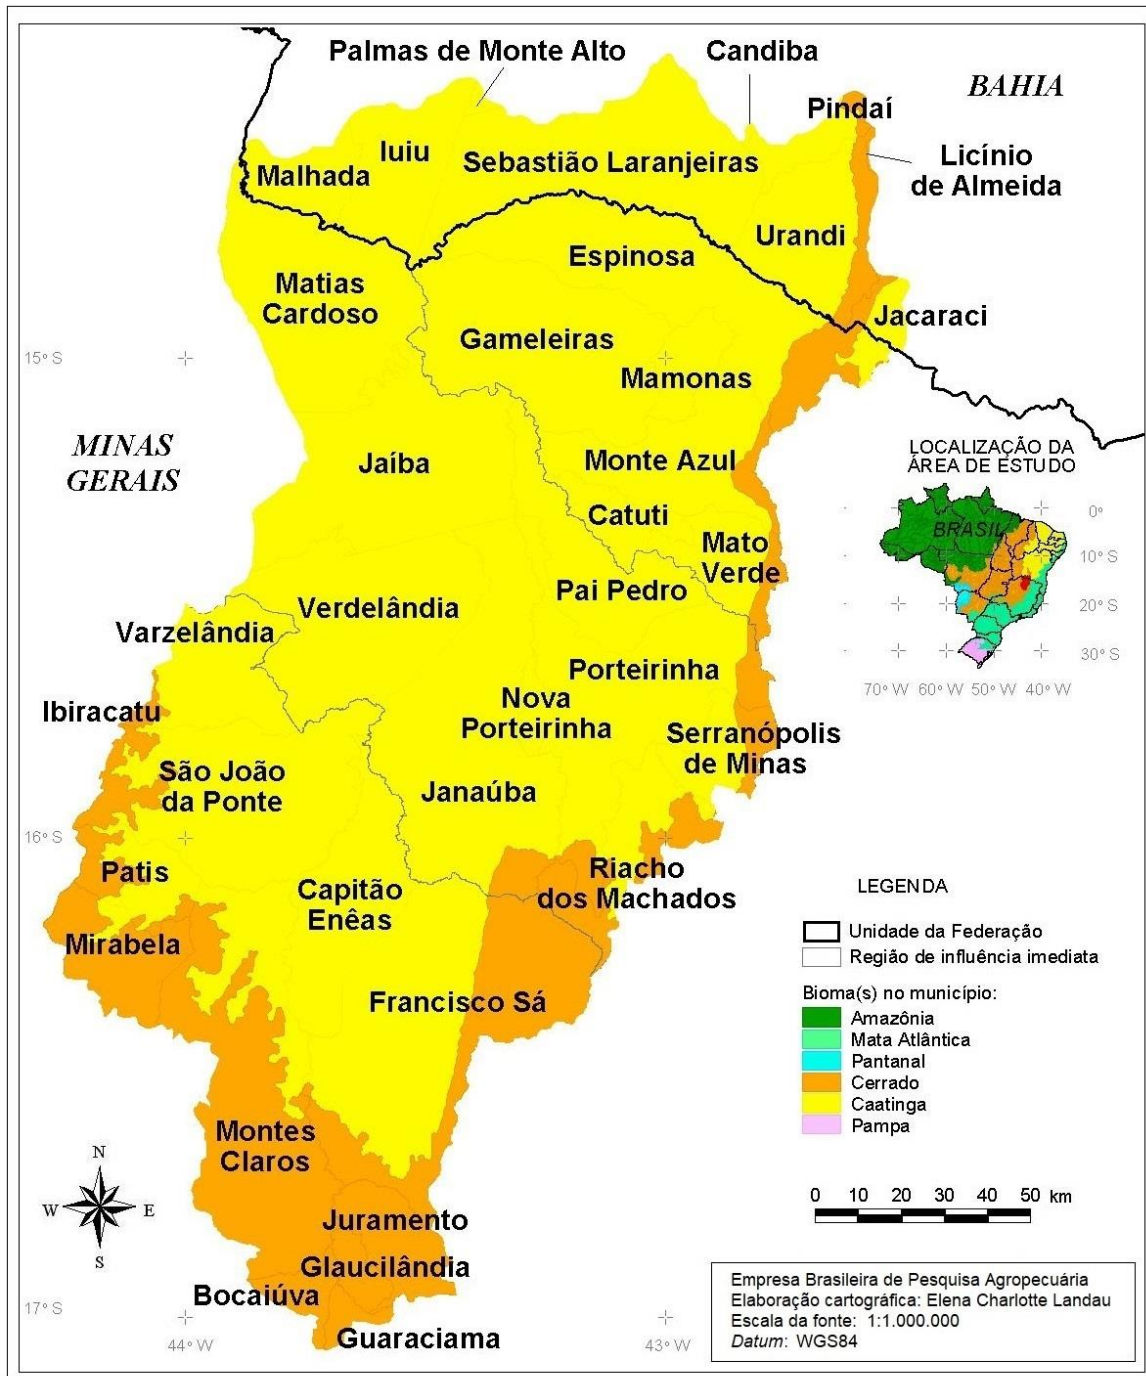 Palmas de Monte Alto
Candiba
BAHIA
Pindaí
Iuiu
Malhada
Sebastião Laranjeiras
Licínio
de Almeida
Urandi
Espinosa
Matias
Cardoso
Jacaraci
Gameleiras
15° S
Mamonas
MINAS
GERAIS
Jaíba
Monte Azul
LOCALIZAÇÃO DA
ÁREA DE ESTUDO
Catuti
BRASIL
0°
10° S
20° S
30° S
70° W 60° W 50° W 40° W
Mato
Verde
Pai Pedro
Verdelândia
Varzelândia
Porteirinha
Ibiracatu
Nova
Porteirinha
Serranópolis
de Minas
São João
da Ponte
Janaúba
16° S
Patis
Riacho
dos Machados
Capitão
Enêas
Mirabela
Francisco Sá
LEGENDA
Unidade da Federação
Região de influência imediata
Bioma(s) no município:
Amazônia
Mata Atlântica
Pantanal
Cerrado
Caatinga
Pampa
Montes
Claros
N
W E
S
0 10 20 30 40 50 km
Juramento
Glaucilândia
Bocaiúva
17° S
Guaraciama
44° W 43° W
Empresa Brasileira de Pesquisa Agropecuária
Elaboração cartográfica: Elena Charlotte Landau
Escala da fonte: 1:1.000.000
Datum: WGS84